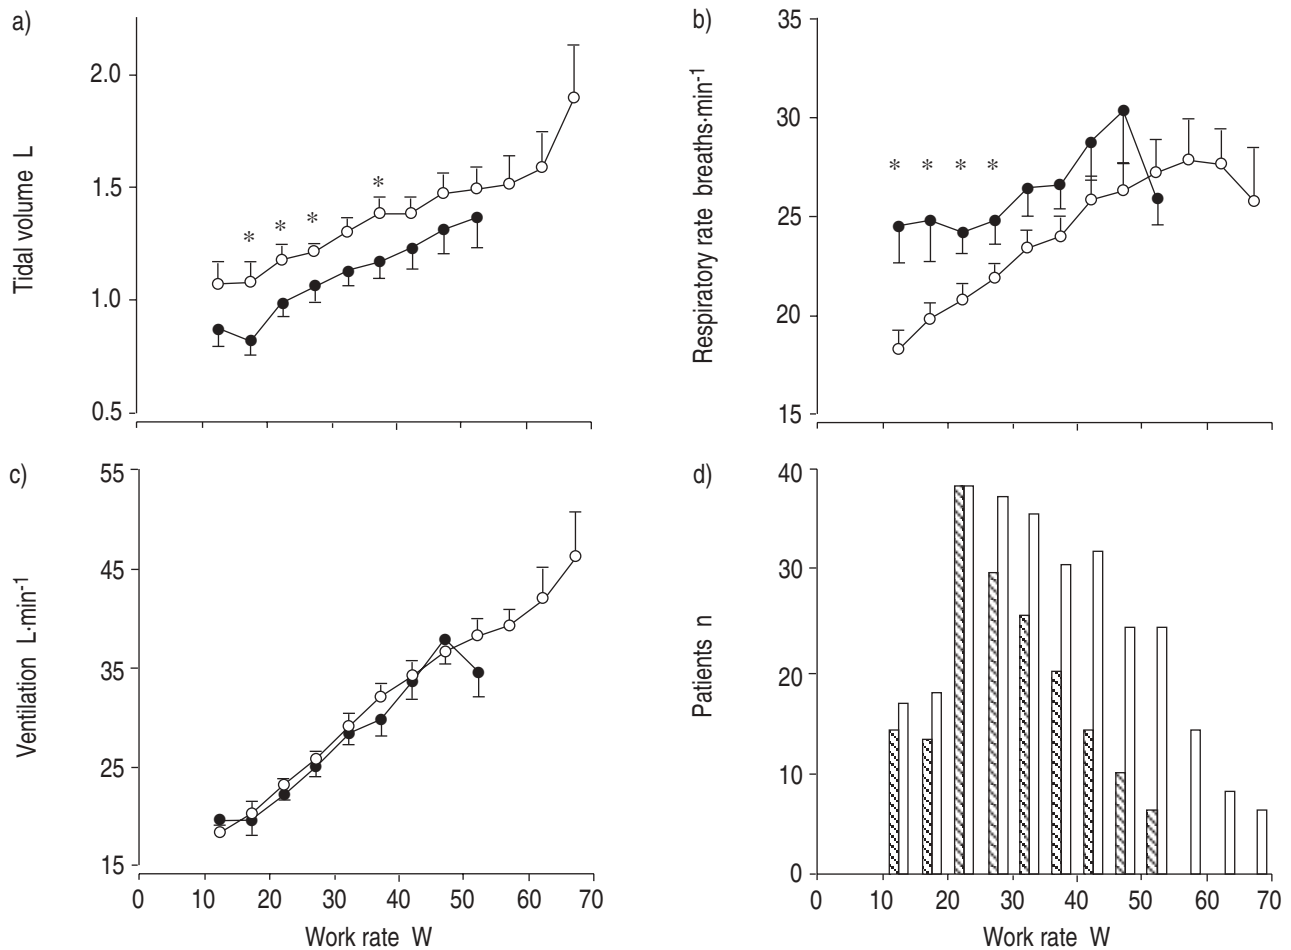 a)
2.0
1.5
1.0
0.5
Tidal volume L
* * * * *
b)
35
30
25
20
15
Respiratory rate breaths·min-1
* * * *
c)
55
45
35
25
15
Ventilation L·min-1
0 10 20 30 40 50 60 70
Work rate W
d)
40
30
20
10
0
Patients n
0 10 20 30 40 50 60 70
Work rate W